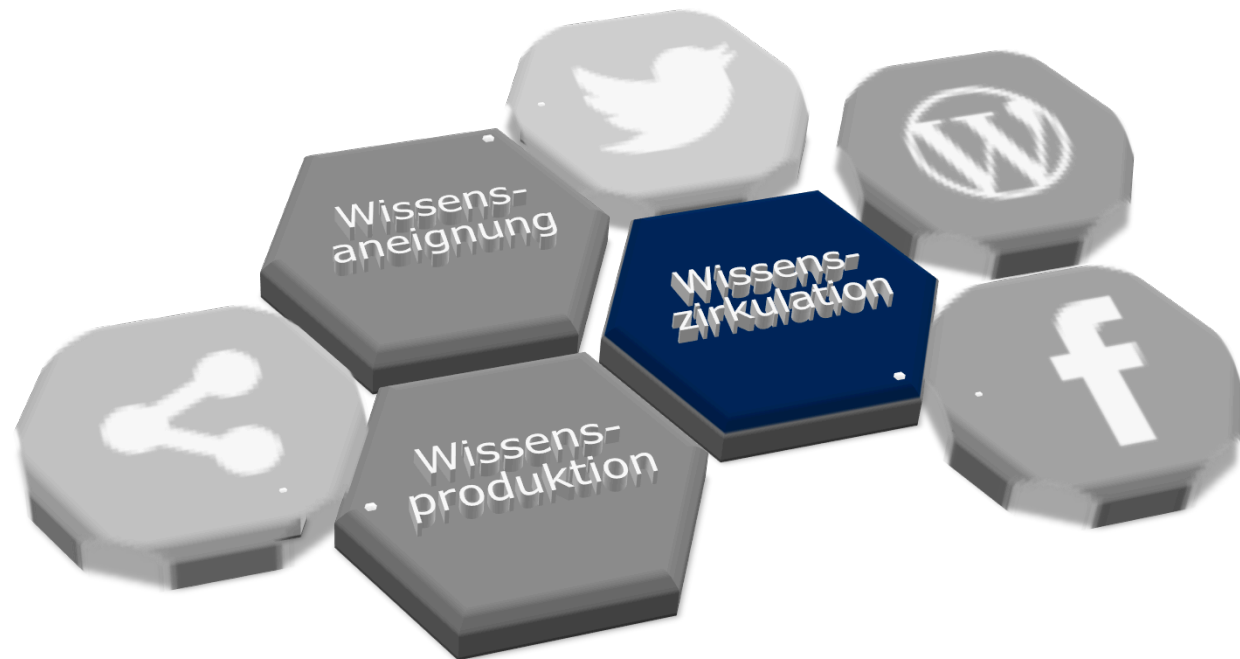 Wissens-
aneignung
Wissens-
zirkulation
Wissens-
produktion